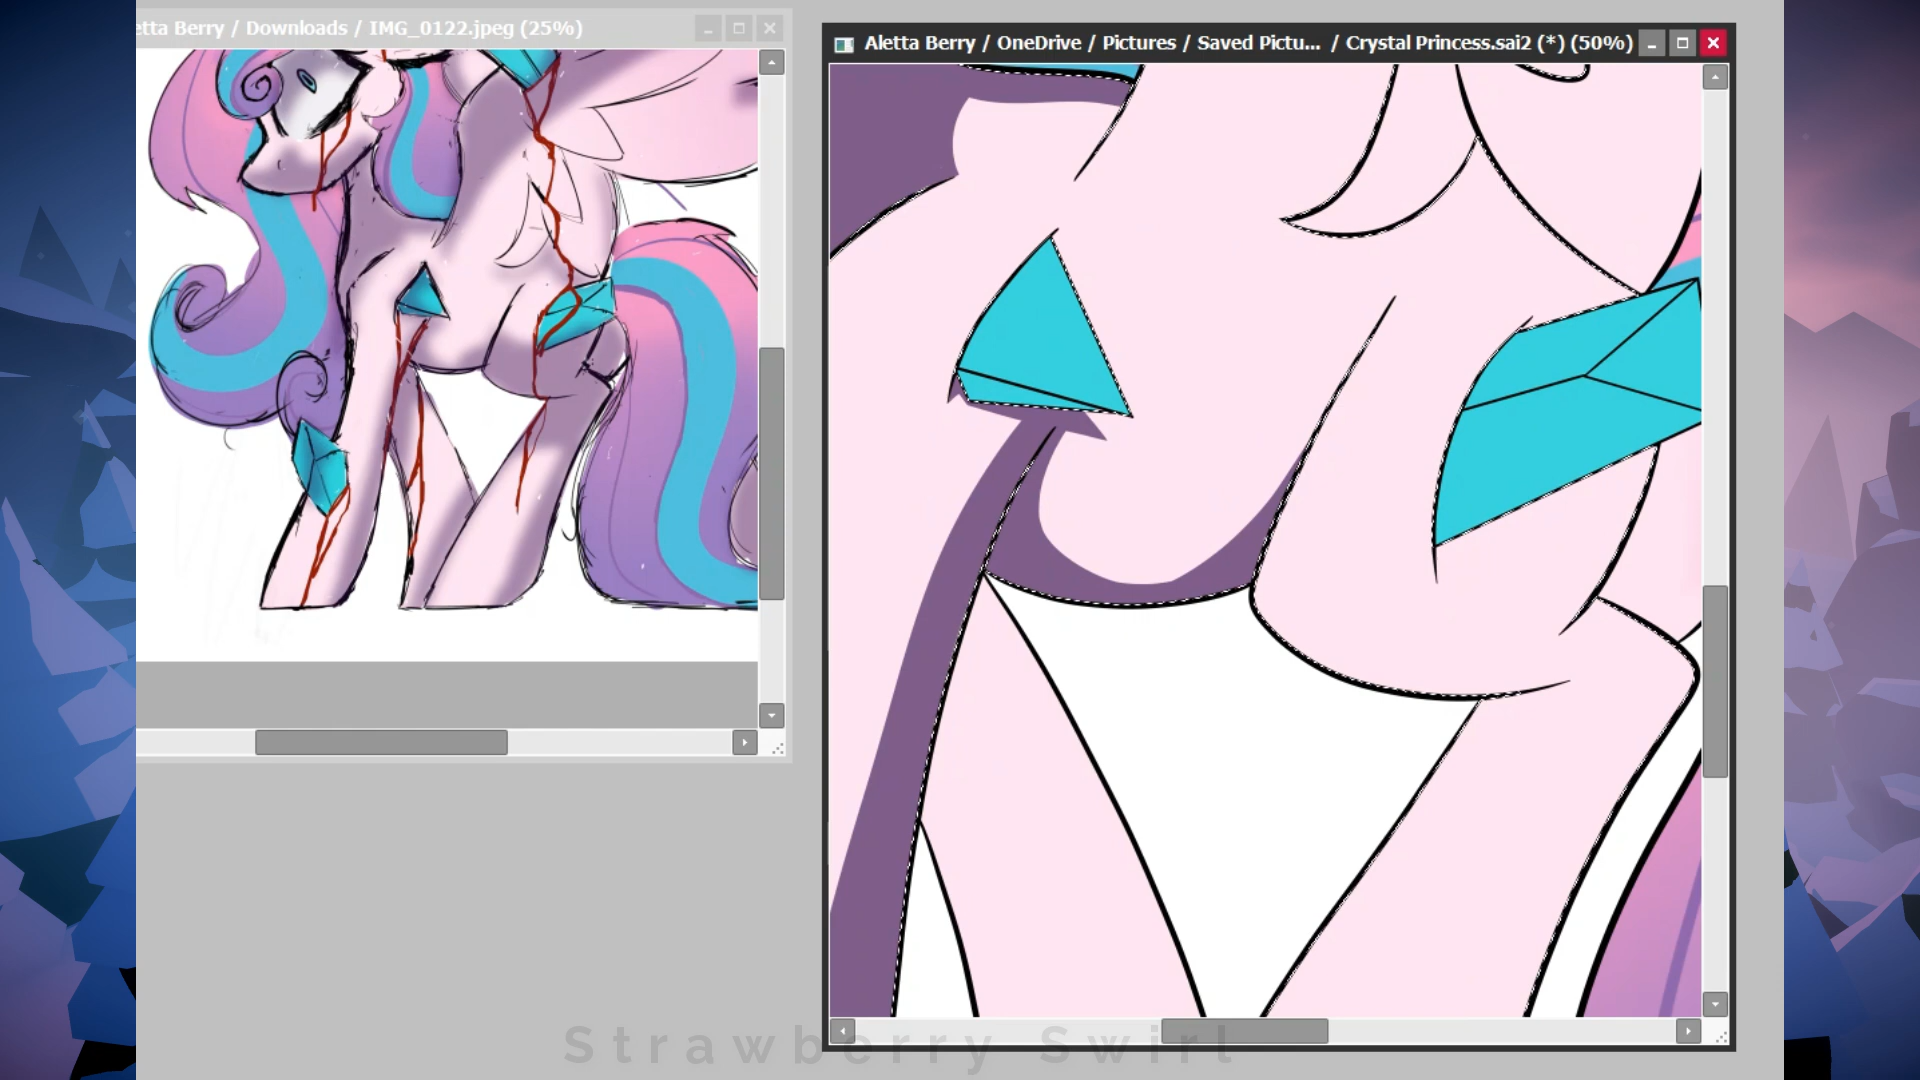 etta Berry / Downloads / IMG_0122.jpeg (25%)
Aletta Berry / OneDrive / Pictures / Saved Pictu... / Crystal Princess.sai2 (*) (50%)
Strawberry Swirl